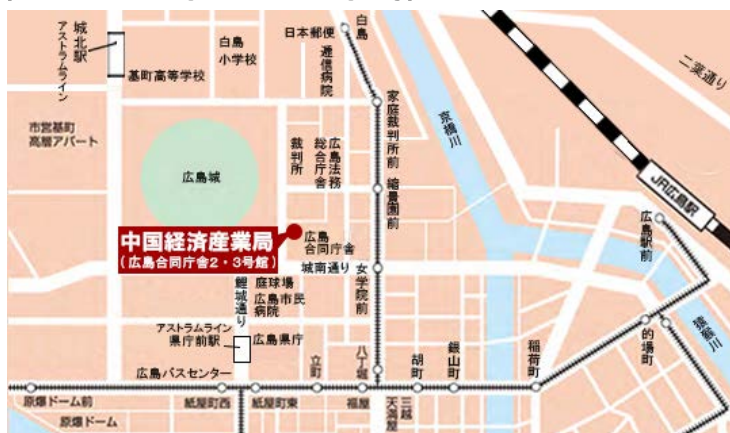 アストラムライン
城北駅
白島
小学校
基町高等学校
日本郵便
逓信病院
白島
二葉通り
市営基町
高層アパート
広島城
裁判所
広島法務
総合庁舎
家庭裁判所前
縮景園前
京橋川
JR広島駅
広島駅前
中国経済産業局
(広島合同庁舎2・3号館)
広島
合同庁舎
城南通り
女学院前
鯉城通り
庭球場
広島市民
病院
アストラムライン
県庁前駅
広島県庁
広島バスセンター
立町
八丁堀
胡町
銀山町
稲荷町
的場町
猿猴川
原爆ドーム前
紙屋町西
紙屋町東
福屋
天満屋
三越
原爆ドーム